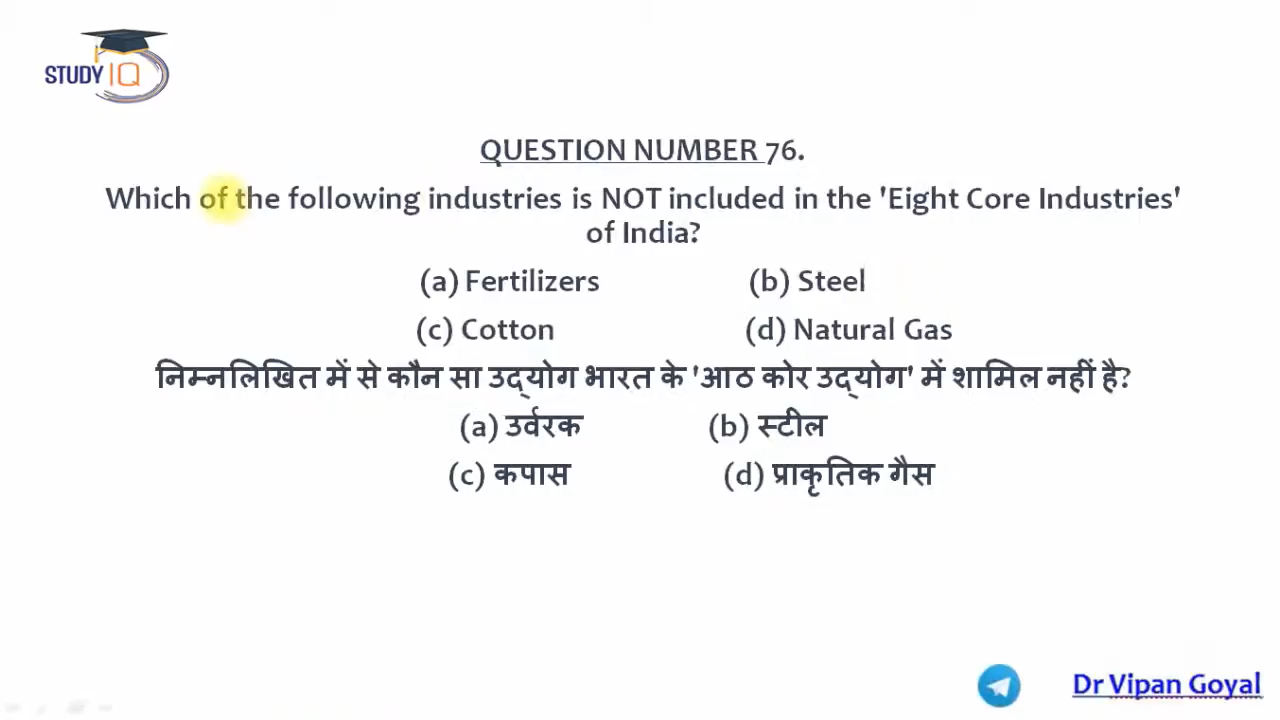 STUDY IQ
QUESTION NUMBER 76.
Which of the following industries is NOT included in the 'Eight Core Industries'
of India?
(a) Fertilizers (b) Steel
(c) Cotton (d) Natural Gas
निम्नलिखित में से कौन सा उद्योग भारत के 'आठ कोर उद्योग' में शामिल नहीं है?
(a) उर्वरक (b) स्टील
(c) कपास (d) प्राकृतिक गैस
Dr Vipan Goyal